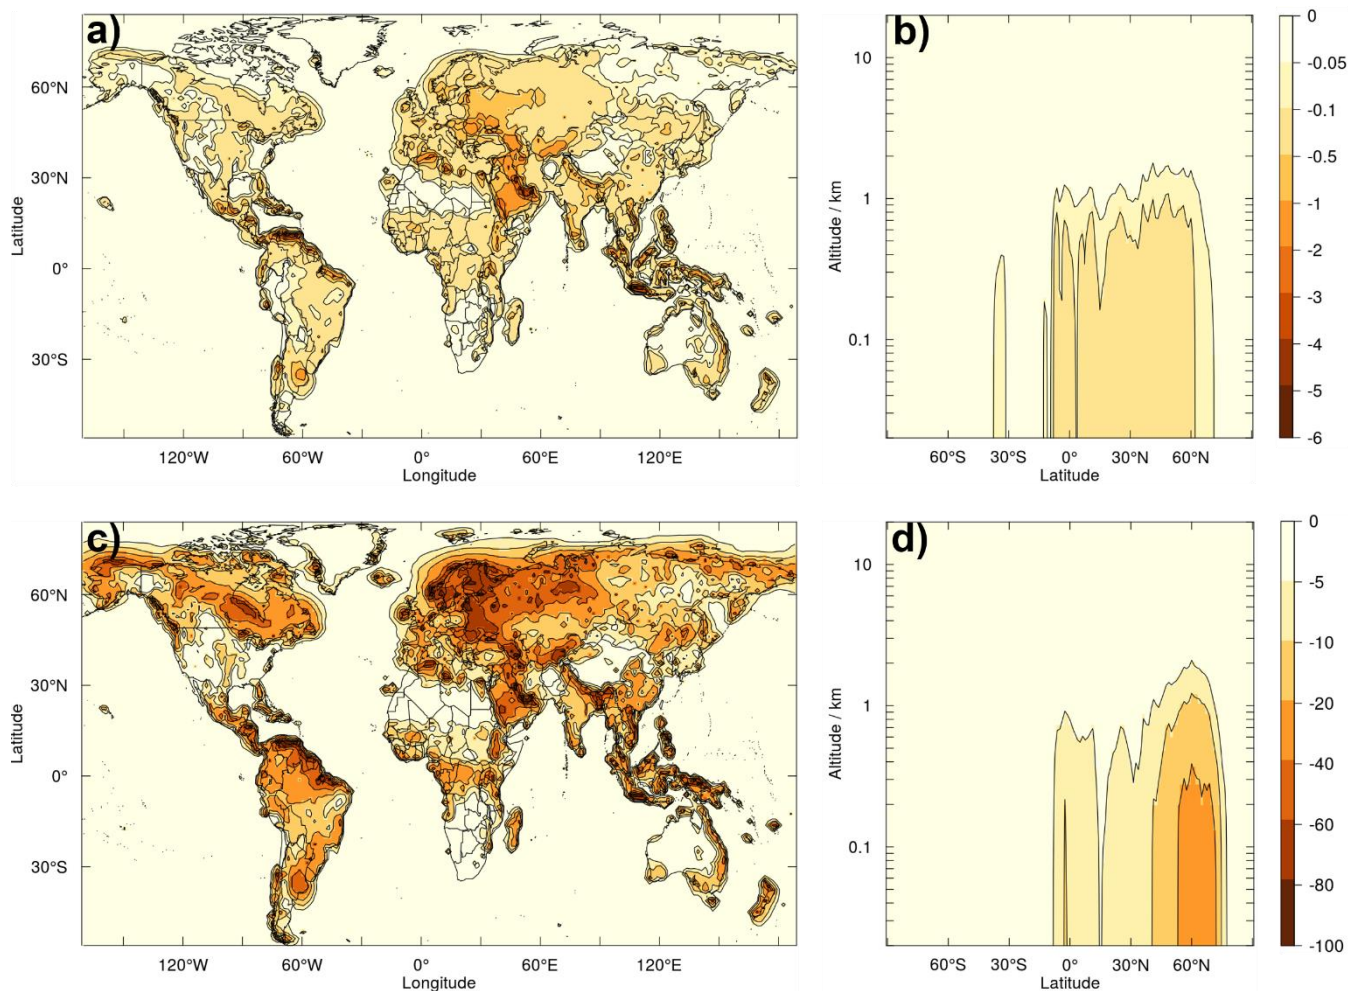 a)
60°N
30°N
0°
30°S
Latitude
120°W
60°W
0°
60°E
120°E
Longitude
b)
10
1
0.1
Altitude / km
60°S
30°S
0°
30°N
60°N
Latitude
0
-0.05
-0.1
-0.5
-1
-2
-3
-4
-5
-6
c)
60°N
30°N
0°
30°S
Latitude
120°W
60°W
0°
60°E
120°E
Longitude
d)
10
1
0.1
Altitude / km
60°S
30°S
0°
30°N
60°N
Latitude
0
-5
-10
-20
-40
-60
-80
-100